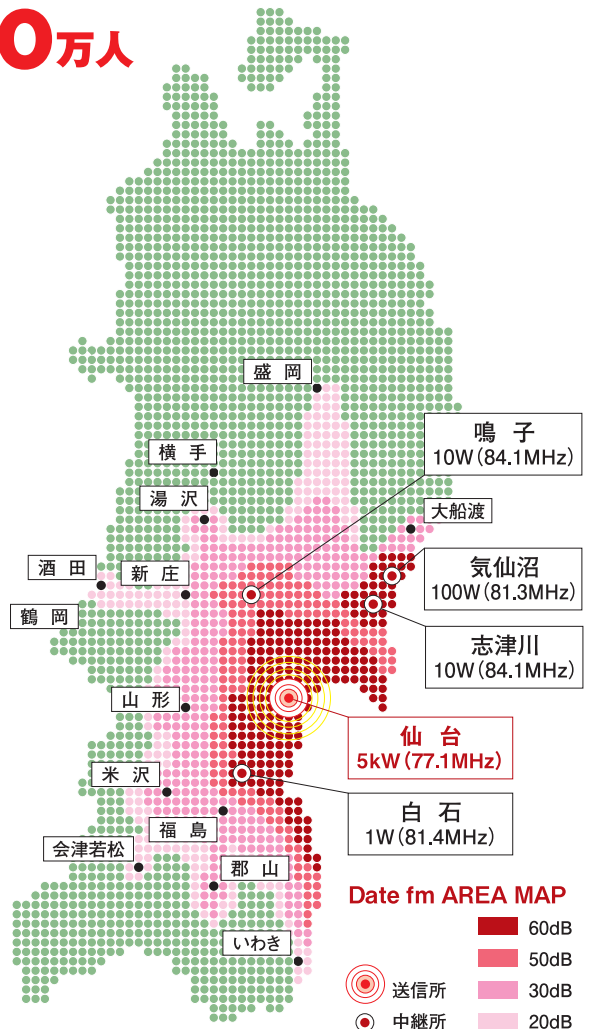 0万人
盛岡
鳴子
10W(84.1MHz)
横手
湯沢
大船渡
気仙沼
100W(81.3MHz)
酒田
新庄
鶴岡
志津川
10W(84.1MHz)
山形
仙台
5kW(77.1MHz)
米沢
白石
1W(81.4MHz)
福島
会津若松
郡山
いわき
Date fm AREA MAP
60dB
50dB
送信所
30dB
中継所
20dB